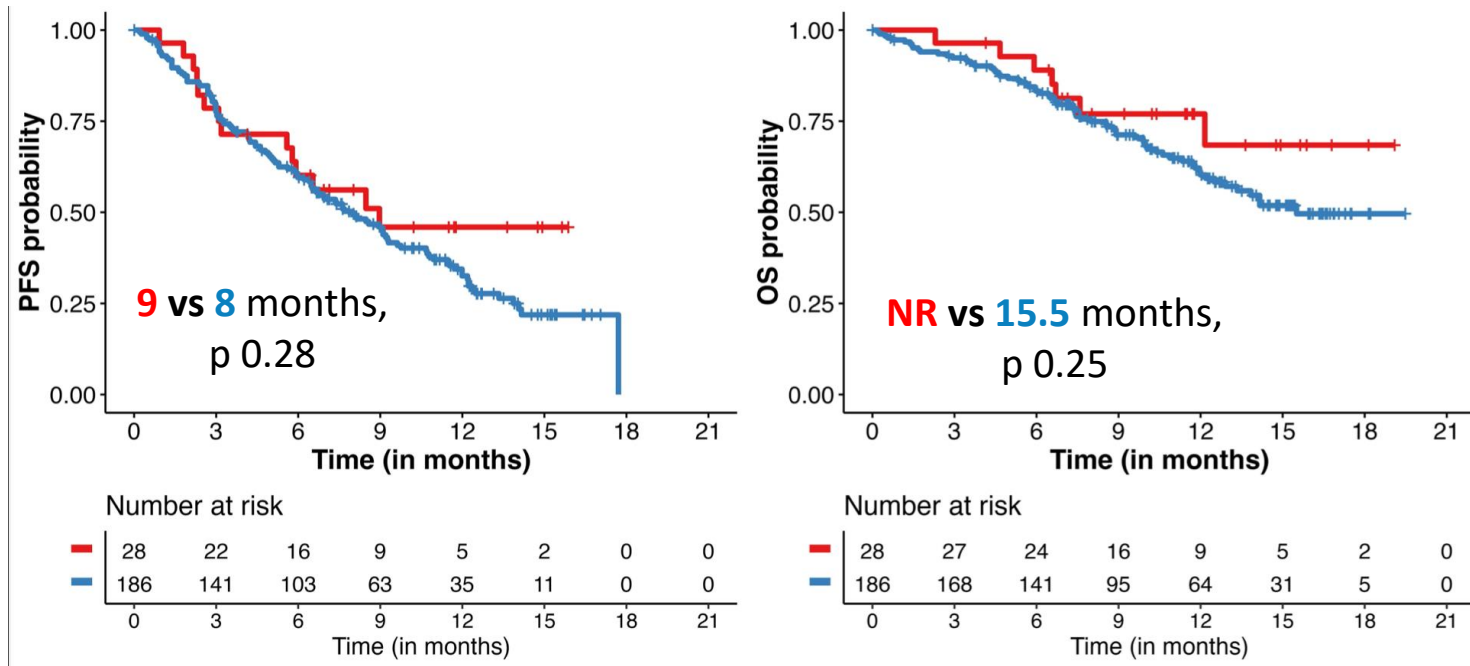 PFS probability
1.00
0.75
0.50
0.25
0.00
9 vs 8 months,
p 0.28
0 3 6 9 12 15 18 21
Time (in months)
Number at risk
28 22 16 9 5 2 0 0
186 141 103 63 35 11 0 0
0 3 6 9 12 15 18 21
Time (in months)
OS probability
1.00
0.75
0.50
0.25
0.00
NR vs 15.5 months,
p 0.25
0 3 6 9 12 15 18 21
Time (in months)
Number at risk
28 27 24 16 9 5 2 0
186 168 141 95 64 31 5 0
0 3 6 9 12 15 18 21
Time (in months)